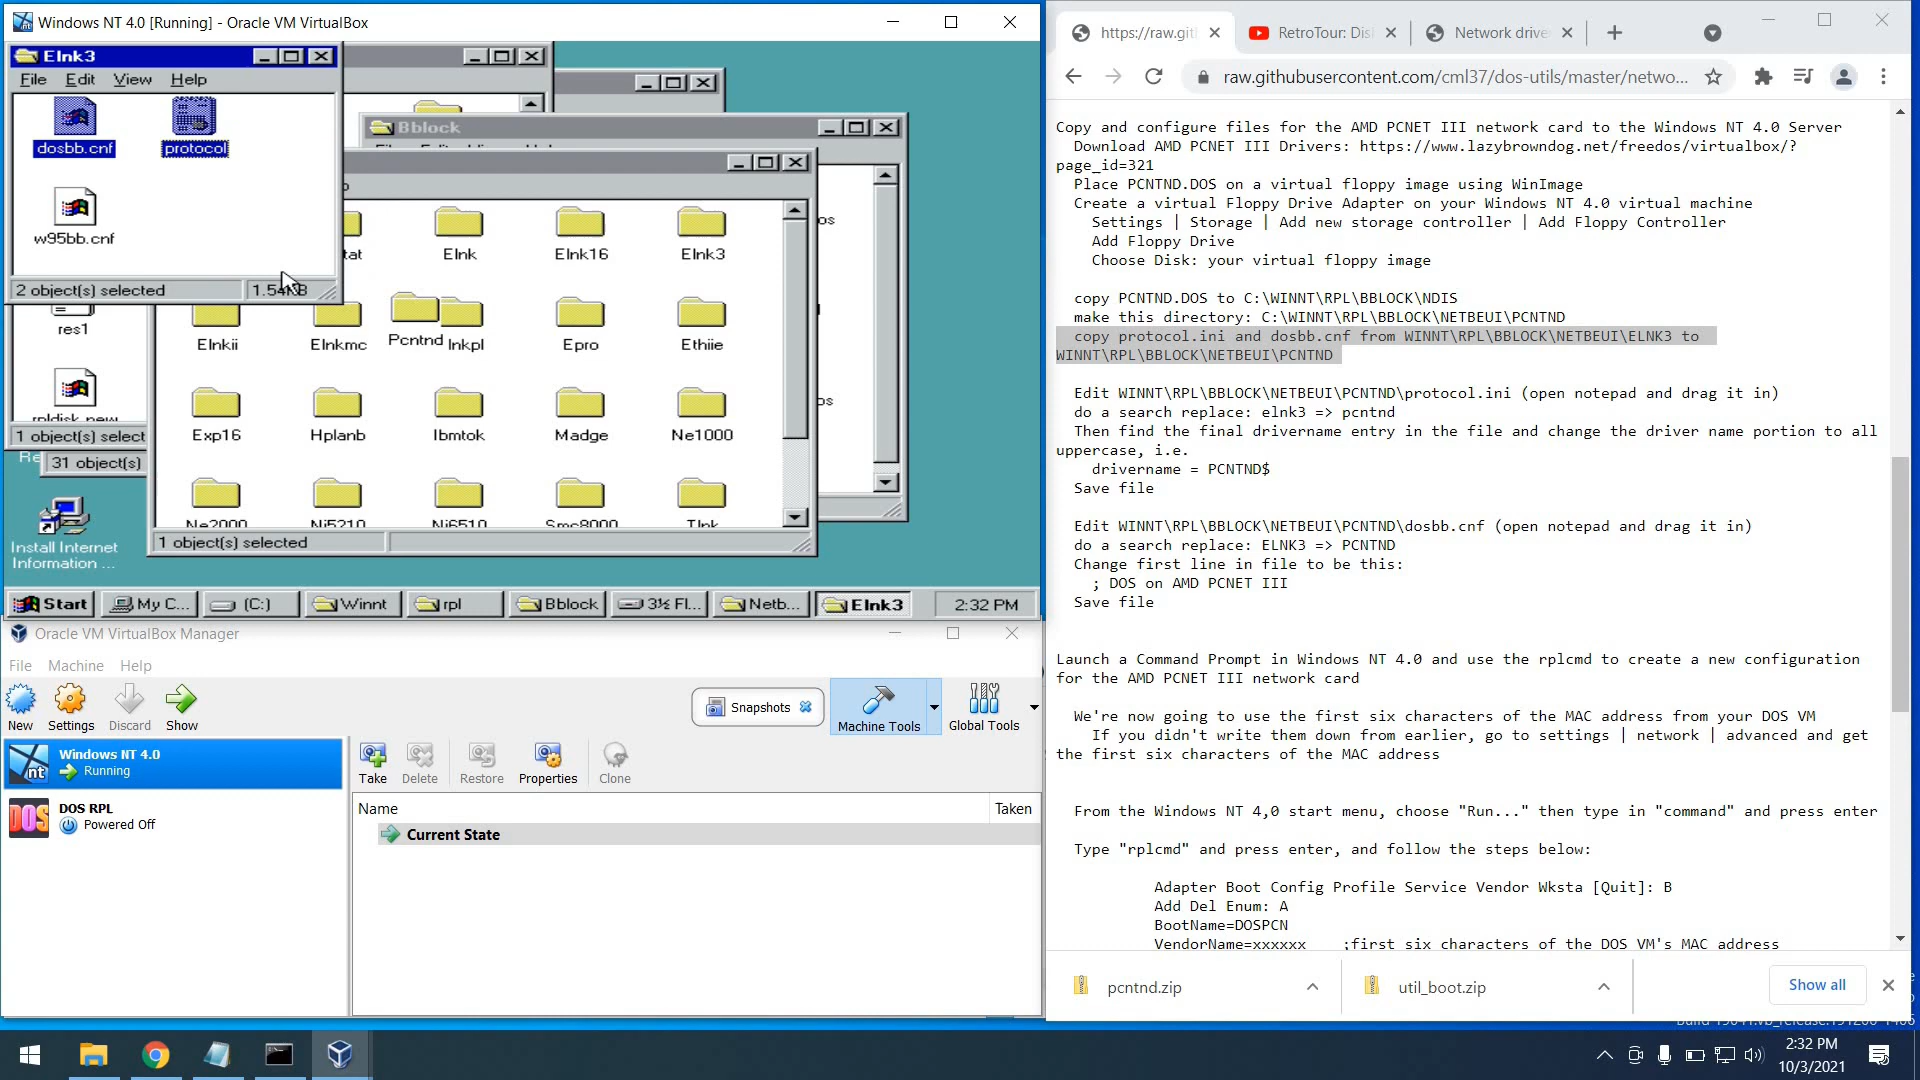 Windows NT 4.0 [Running] - Oracle VM VirtualBox
Elnk3
File Edit View Help
dosbb.cnf
protocol
w95bb.cnf
2 object(s) selected
1.54KB
Bblock
tat
Elnk
Elnk16
Elnk3
res1
Elnkii
Elnkmc
Pcntnd
lnkpl
Epro
Ethiie
rpldisk.new
Exp16
Hplanb
Ibmtok
Madge
Ne1000
1 object(s) select
31 object(s)
Ne2000
Ni5210
Ni6510
Smc8000
Tlnk
Install Internet
Information ...
1 object(s) selected
Start
My C...
(C:)
Winnt
rpl
Bblock
3½ Fl...
Netb...
Elnk3
2:32 PM
Oracle VM VirtualBox Manager
File Machine Help
New
Settings
Discard
Show
Snapshots
Machine Tools
Global Tools
Windows NT 4.0
Running
DOS RPL
Powered Off
Take
Delete
Restore
Properties
Clone
Name
Taken
Current State
https://raw.git
RetroTour: Dis
Network drive
raw.githubusercontent.com/cml37/dos-utils/master/netwo...
Copy and configure files for the AMD PCNET III network card to the Windows NT 4.0 Server
Download AMD PCNET III Drivers: https://www.lazybrowndog.net/freedos/virtualbox/?
page_id=321
Place PCNTND.DOS on a virtual floppy image using WinImage
Create a virtual Floppy Drive Adapter on your Windows NT 4.0 virtual machine
Settings | Storage | Add new storage controller | Add Floppy Controller
Add Floppy Drive
Choose Disk: your virtual floppy image
copy PCNTND.DOS to C:\WINNT\RPL\BBLOCK\NDIS
make this directory: C:\WINNT\RPL\BBLOCK\NETBEUI\PCNTND
copy protocol.ini and dosbb.cnf from WINNT\RPL\BBLOCK\NETBEUI\ELNK3 to
WINNT\RPL\BBLOCK\NETBEUI\PCNTND
Edit WINNT\RPL\BBLOCK\NETBEUI\PCNTND\protocol.ini (open notepad and drag it in)
do a search replace: elnk3 => pcntnd
Then find the final drivername entry in the file and change the driver name portion to all
uppercase, i.e.
drivername = PCNTND$
Save file
Edit WINNT\RPL\BBLOCK\NETBEUI\PCNTND\dosbb.cnf (open notepad and drag it in)
do a search replace: ELNK3 => PCNTND
Change first line in file to be this:
; DOS on AMD PCNET III
Save file
Launch a Command Prompt in Windows NT 4.0 and use the rplcmd to create a new configuration
for the AMD PCNET III network card
We're now going to use the first six characters of the MAC address from your DOS VM
If you didn't write them down from earlier, go to settings | network | advanced and get
the first six characters of the MAC address
From the Windows NT 4,0 start menu, choose "Run..." then type in "command" and press enter
Type "rplcmd" and press enter, and follow the steps below:
Adapter Boot Config Profile Service Vendor Wksta [Quit]: B
Add Del Enum: A
BootName=DOSPCN
VendorName=xxxxxx ;first six characters of the DOS VM's MAC address
pcntnd.zip
util_boot.zip
Show all
2:32 PM
10/3/2021